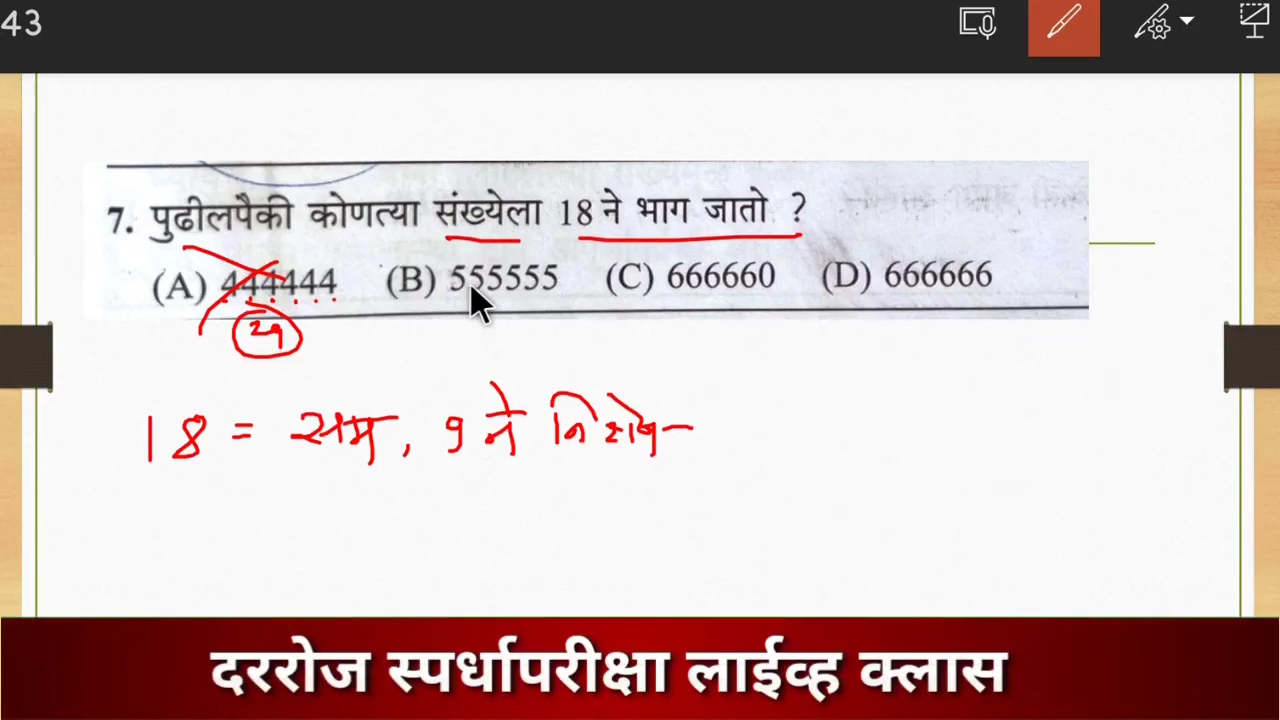 43
7. पुढीलपैकी कोणत्या संख्येला 18 ने भाग जातो ?
(A) 444444 (B) 555555 (C) 666660 (D) 666666
24
18 = सम, 9 ने निशेष
दररोज स्पर्धापरीक्षा लाईव्ह क्लास